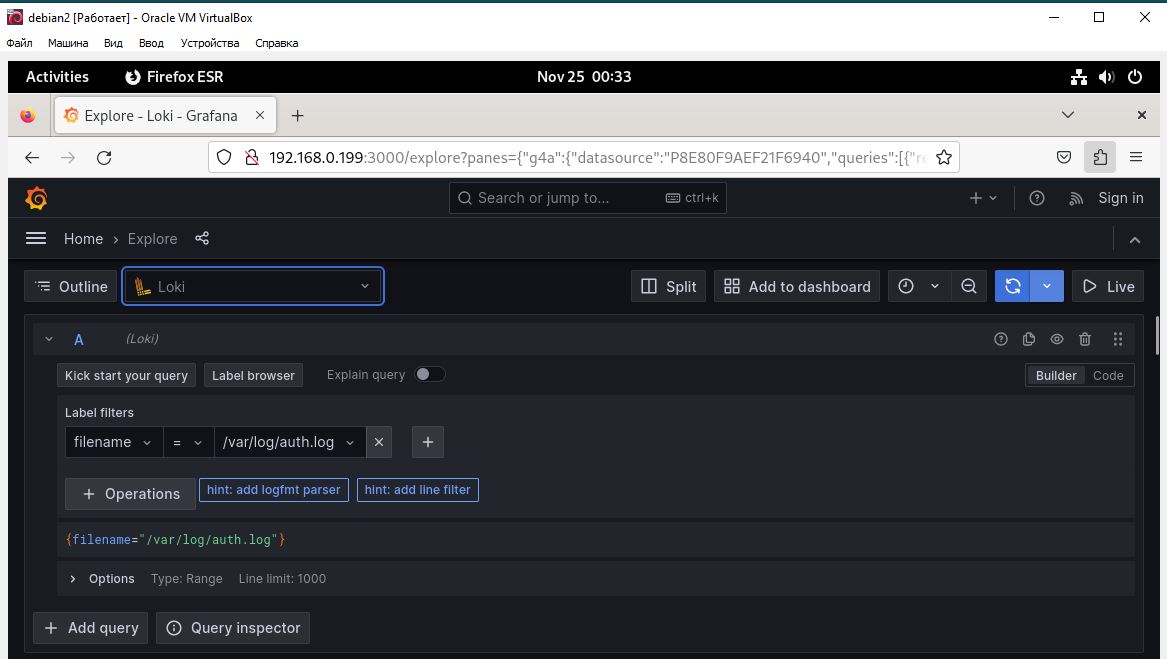 debian2 [Работает] - Oracle VM VirtualBox
Файл Машина Вид Ввод Устройства Справка
Activities Firefox ESR Nov 25 00:33
Explore - Loki - Grafana
192.168.0.199:3000/explore?panes={"g4a":{"datasource":"P8E80F9AEF21F6940","queries":[{"re
Search or jump to... ctrl+k Sign in
Home › Explore
Outline Loki Split Add to dashboard Live
A (Loki)
Kick start your query Label browser Explain query Builder Code
Label filters
filename = /var/log/auth.log
+ Operations hint: add logfmt parser hint: add line filter
{filename="/var/log/auth.log"}
Options Type: Range Line limit: 1000
+ Add query Query inspector